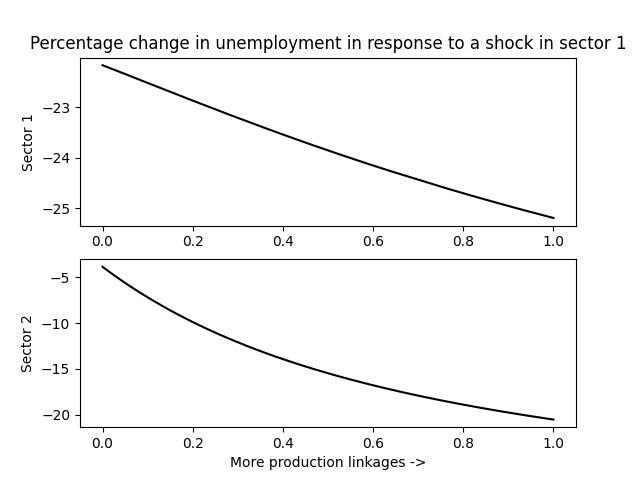 Percentage change in unemployment in response to a shock in sector 1
Sector 1
−23
−24
−25
0.0 0.2 0.4 0.6 0.8 1.0
Sector 2
−5
−10
−15
−20
0.0 0.2 0.4 0.6 0.8 1.0
More production linkages ->